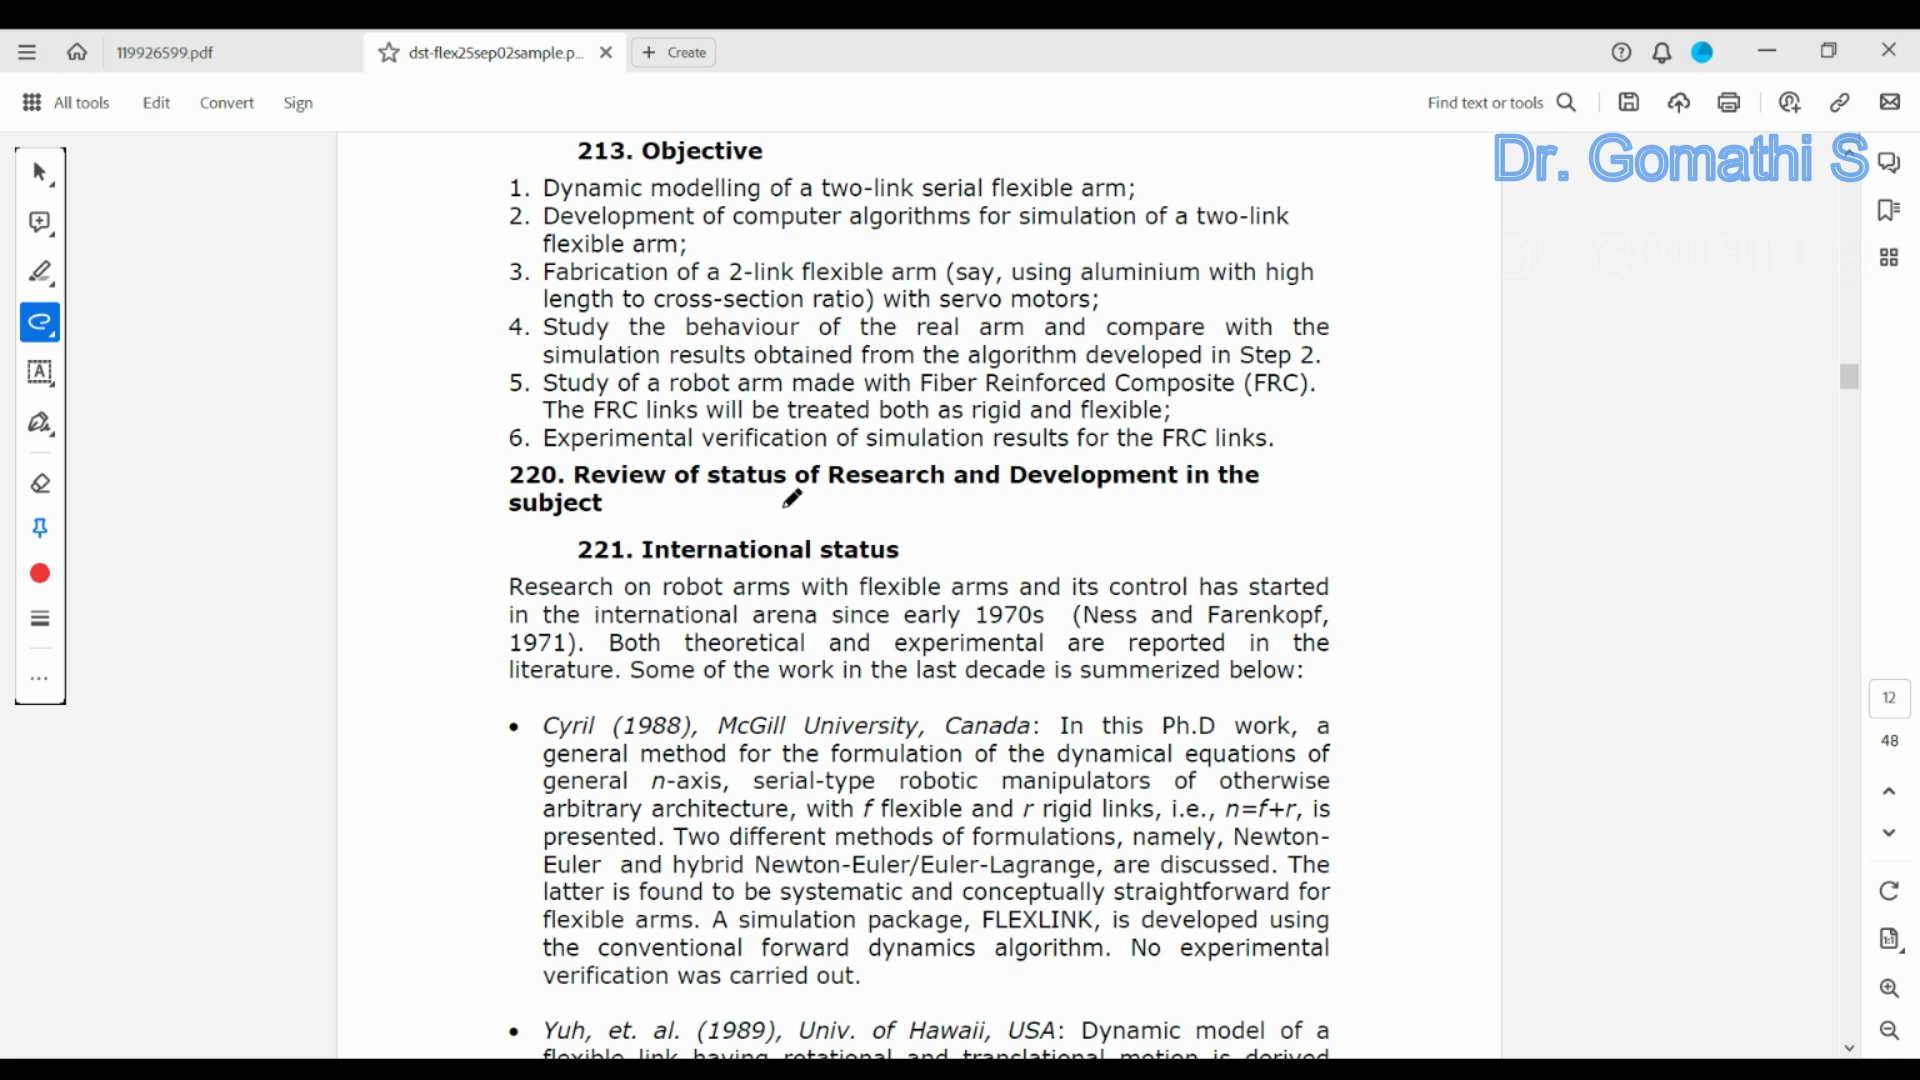 119926599.pdf
dst-flex25sep02sample.p...
Create
All tools
Edit
Convert
Sign
Find text or tools
Dr. Gomathi S
213. Objective
1. Dynamic modelling of a two-link serial flexible arm;
2. Development of computer algorithms for simulation of a two-link
flexible arm;
3. Fabrication of a 2-link flexible arm (say, using aluminium with high
length to cross-section ratio) with servo motors;
4. Study the behaviour of the real arm and compare with the
simulation results obtained from the algorithm developed in Step 2.
5. Study of a robot arm made with Fiber Reinforced Composite (FRC).
The FRC links will be treated both as rigid and flexible;
6. Experimental verification of simulation results for the FRC links.
220. Review of status of Research and Development in the
subject
221. International status
Research on robot arms with flexible arms and its control has started
in the international arena since early 1970s (Ness and Farenkopf,
1971). Both theoretical and experimental are reported in the
literature. Some of the work in the last decade is summerized below:
• Cyril (1988), McGill University, Canada: In this Ph.D work, a
general method for the formulation of the dynamical equations of
general n-axis, serial-type robotic manipulators of otherwise
arbitrary architecture, with f flexible and r rigid links, i.e., n=f+r, is
presented. Two different methods of formulations, namely, Newton-
Euler and hybrid Newton-Euler/Euler-Lagrange, are discussed. The
latter is found to be systematic and conceptually straightforward for
flexible arms. A simulation package, FLEXLINK, is developed using
the conventional forward dynamics algorithm. No experimental
verification was carried out.
• Yuh, et. al. (1989), Univ. of Hawaii, USA: Dynamic model of a
flexible link having rotational and translational motion is derived
12
48